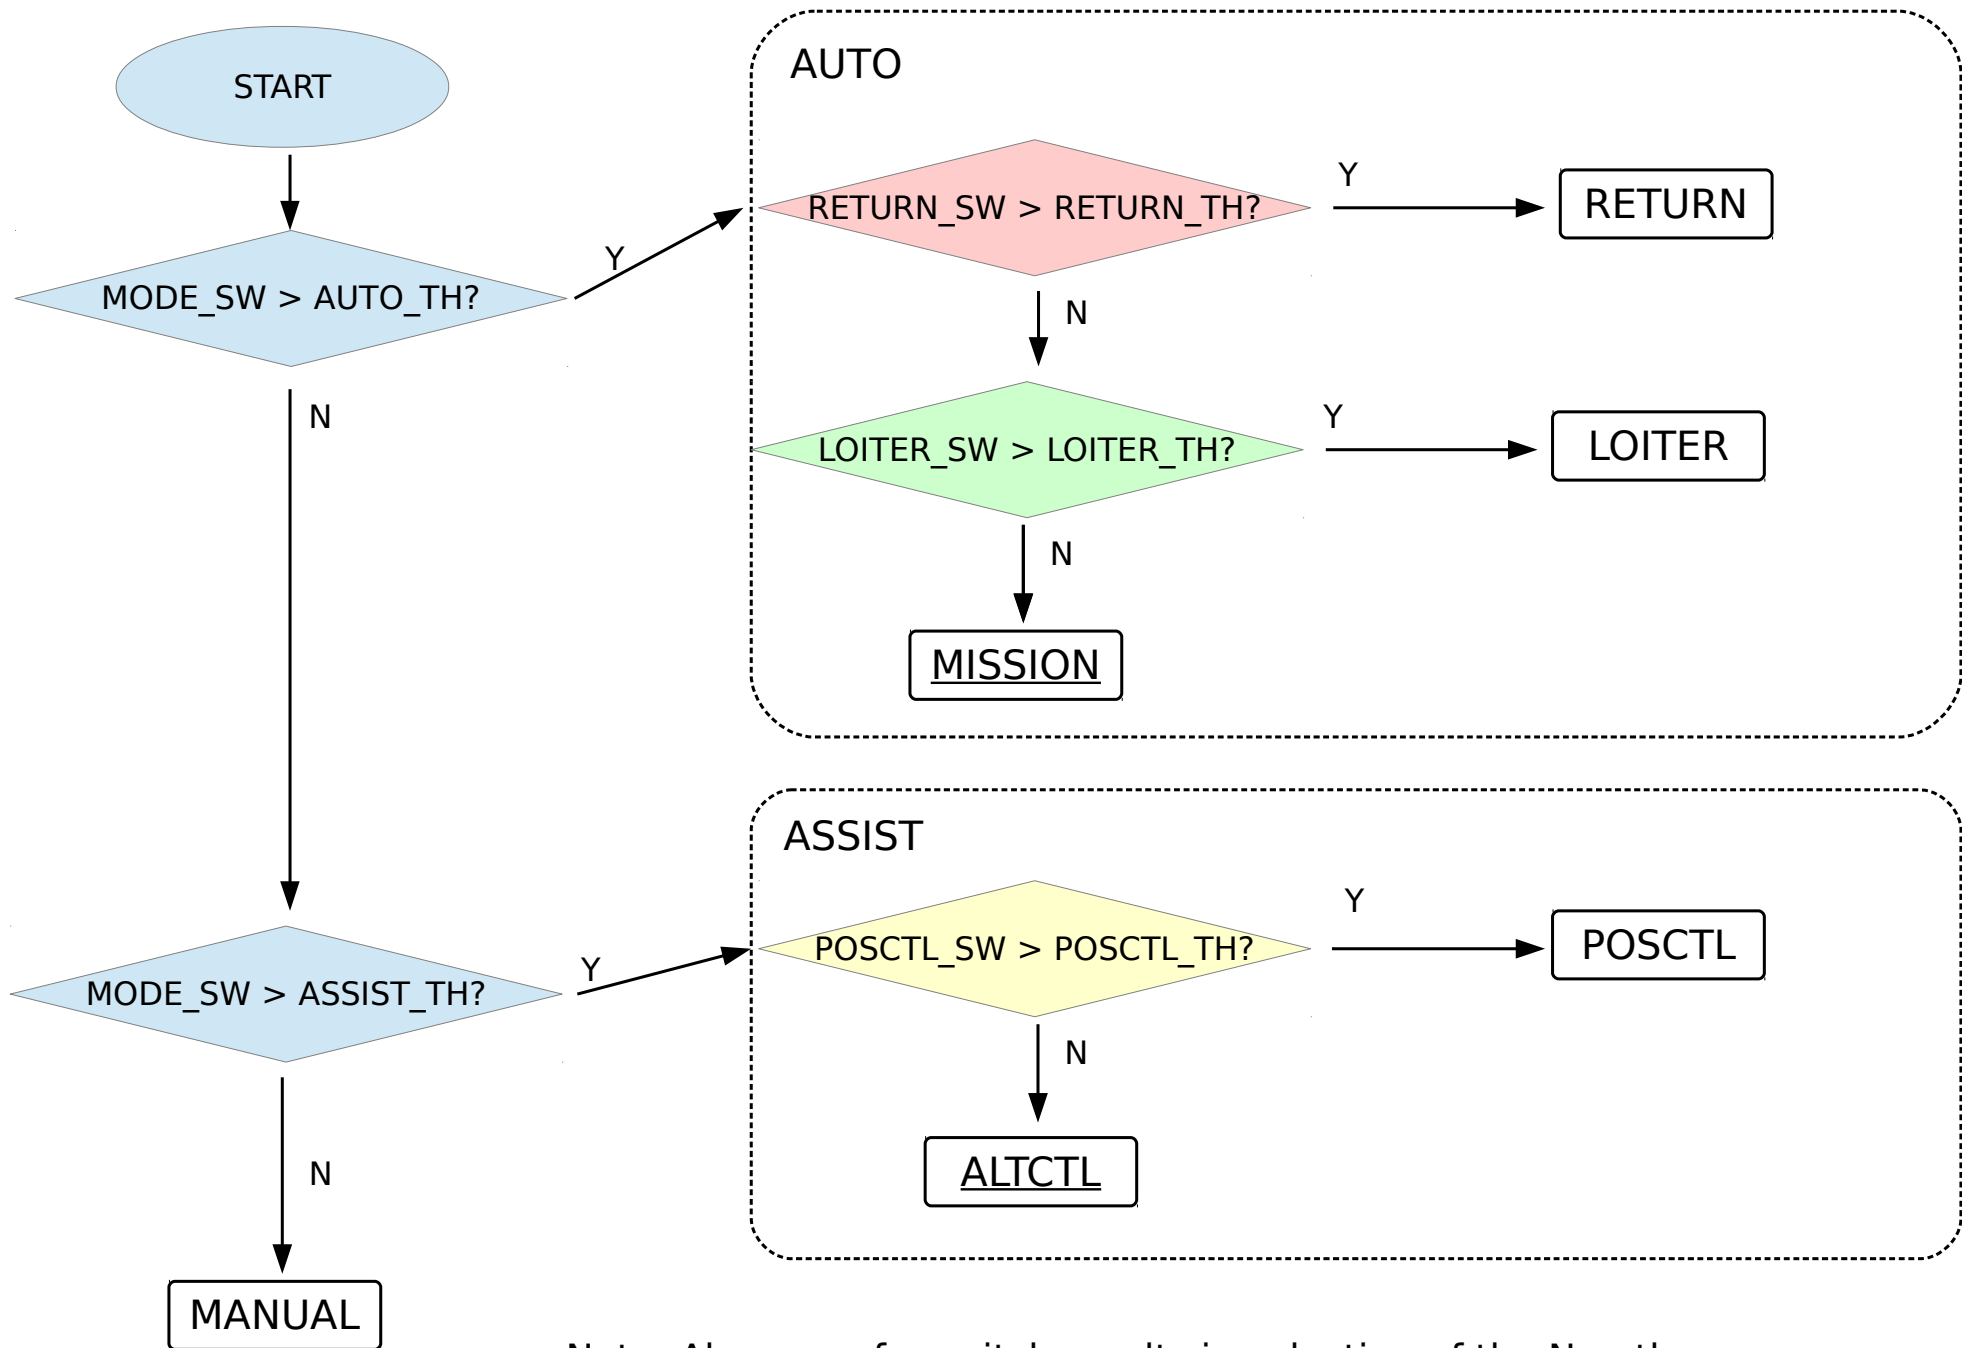 START
MODE_SW > AUTO_TH?
Y
N
AUTO
RETURN_SW > RETURN_TH?
Y
RETURN
N
LOITER_SW > LOITER_TH?
Y
LOITER
N
MISSION
MODE_SW > ASSIST_TH?
Y
N
ASSIST
POSCTL_SW > POSCTL_TH?
Y
POSCTL
N
ALTCTL
MANUAL